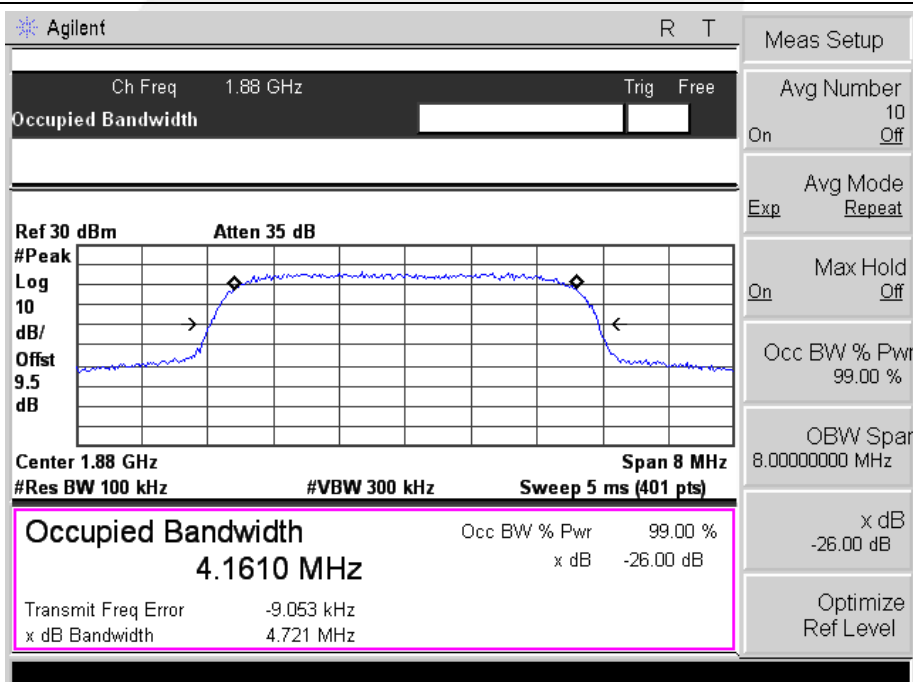 Agilent R T
Ch Freq 1.88 GHz Trig Free
Occupied Bandwidth
Ref 30 dBm Atten 35 dB
#Peak
Log
10
dB/
Offst
9.5
dB
Center 1.88 GHz Span 8 MHz
#Res BW 100 kHz #VBW 300 kHz Sweep 5 ms (401 pts)
Occupied Bandwidth Occ BW % Pwr 99.00 %
4.1610 MHz x dB -26.00 dB
Transmit Freq Error -9.053 kHz
x dB Bandwidth 4.721 MHz
Meas Setup
Avg Number
10
On Off
Avg Mode
Exp Repeat
Max Hold
On Off
Occ BW % Pwr
99.00 %
OBW Span
8.00000000 MHz
x dB
-26.00 dB
Optimize
Ref Level